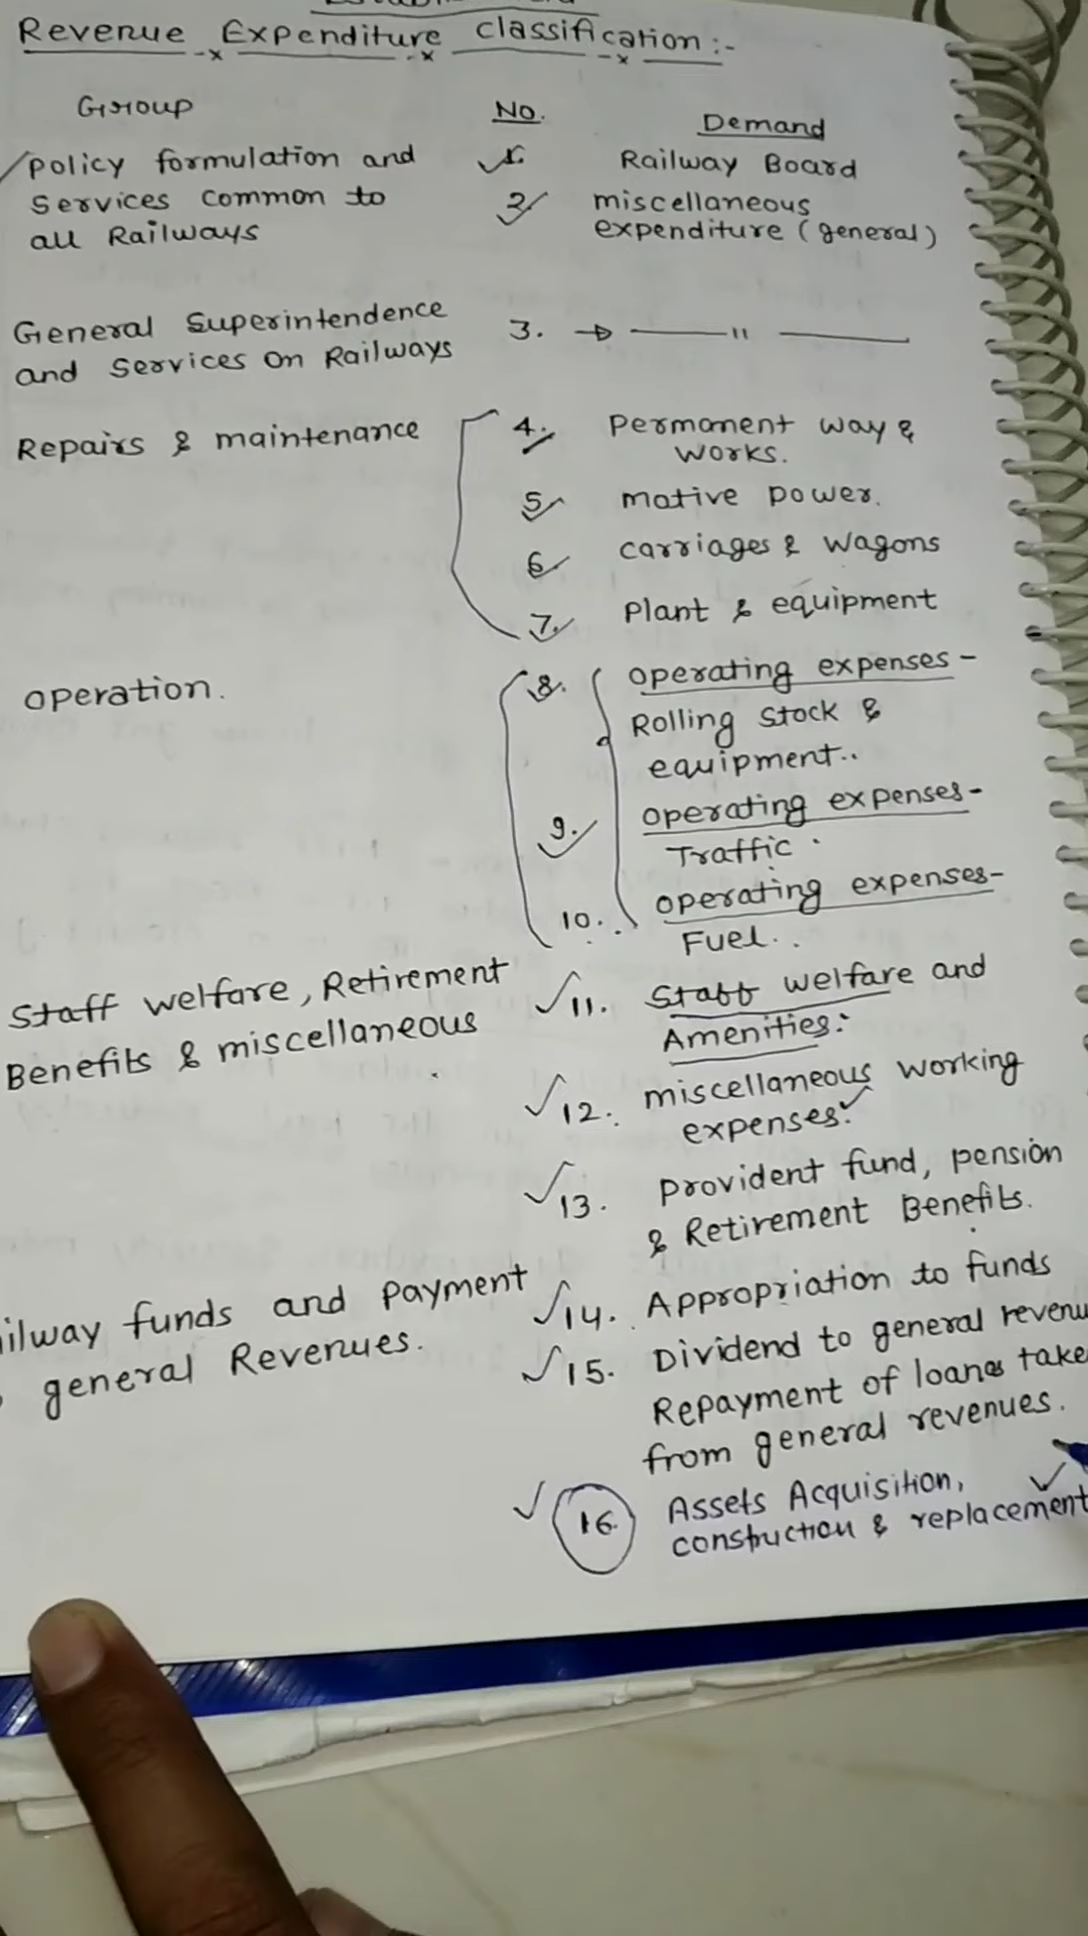 Revenue Expenditure classification:-
Group No. Demand
Policy formulation and 1. Railway Board
Services common to 2. miscellaneous
all Railways expenditure (general)
General Superintendence 3. → —— " ——
and Services on Railways
Repairs & maintenance 4. Permanent way &
works.
5. motive power.
6. carriages & wagons
7. Plant & equipment
operation. 8. operating expenses -
Rolling stock &
equipment..
9. operating expenses -
Traffic.
10. operating expenses -
Fuel..
Staff welfare, Retirement 11. Staff welfare and
Benefits & miscellaneous Amenities:
12. miscellaneous working
expenses.
13. provident fund, pension
& Retirement Benefits.
ilway funds and payment 14. Appropriation to funds
general Revenues. 15. Dividend to general revenu
Repayment of loans take
from general revenues.
16. Assets Acquisition,
construction & replacement